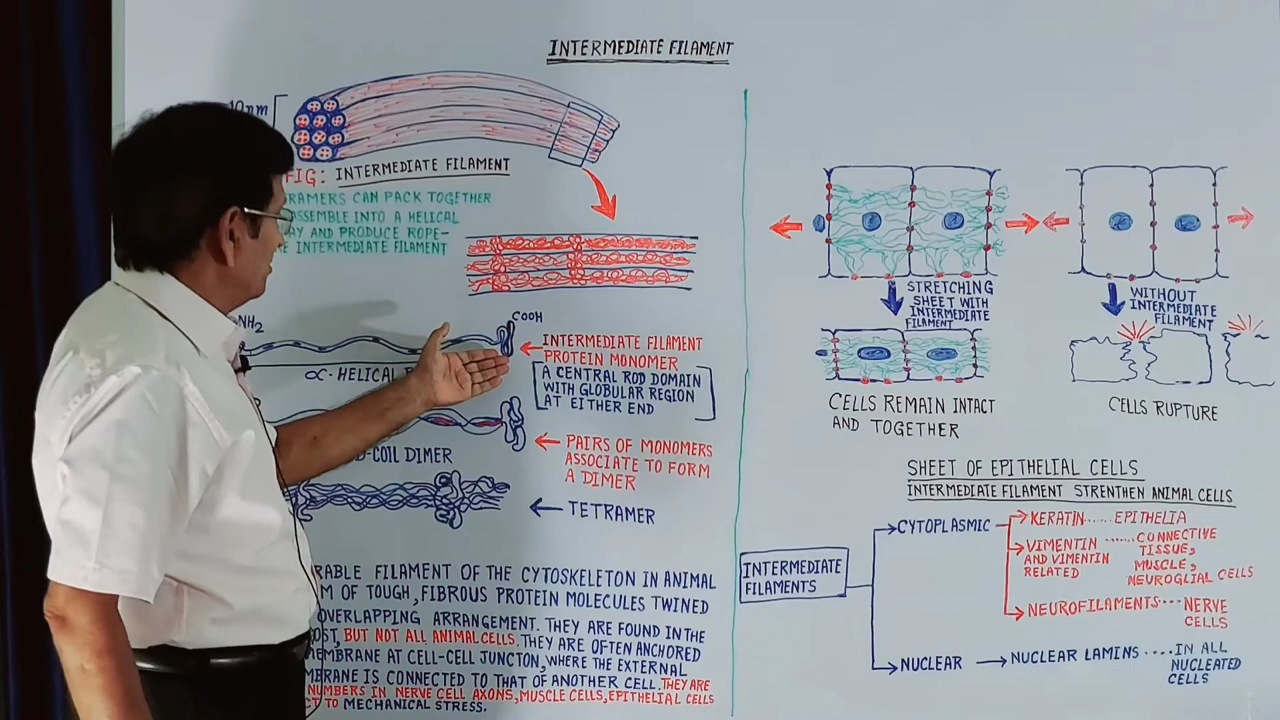 INTERMEDIATE FILAMENT
10nm
FIG: INTERMEDIATE FILAMENT
RAMERS CAN PACK TOGETHER
ASSEMBLE INTO A HELICAL
AY AND PRODUCE ROPE-
E INTERMEDIATE FILAMENT
NH2
COOH
INTERMEDIATE FILAMENT
PROTEIN MONOMER
A CENTRAL ROD DOMAIN
WITH GLOBULAR REGION
AT EITHER END
∝-HELICAL
PAIRS OF MONOMERS
ASSOCIATE TO FORM
A DIMER
D-COIL DIMER
TETRAMER
RABLE FILAMENT OF THE CYTOSKELETON IN ANIMAL
M OF TOUGH, FIBROUS PROTEIN MOLECULES TWINED
OVERLAPPING ARRANGEMENT. THEY ARE FOUND IN THE
OST, BUT NOT ALL ANIMAL CELLS. THEY ARE OFTEN ANCHORED
MEMBRANE AT CELL-CELL JUNCTON, WHERE THE EXTERNAL
MBRANE IS CONNECTED TO THAT OF ANOTHER CELL. THEY ARE
NUMBERS IN NERVE CELL AXONS, MUSCLE CELLS, EPITHELIAL CELLS
CT TO MECHANICAL STRESS.
STRETCHING
SHEET WITH
INTERMEDIATE
FILAMENT
WITHOUT
INTERMEDIATE
FILAMENT
CELLS REMAIN INTACT
AND TOGETHER
CELLS RUPTURE
SHEET OF EPITHELIAL CELLS
INTERMEDIATE FILAMENT STRENTHEN ANIMAL CELLS
INTERMEDIATE
FILAMENTS
CYTOPLASMIC
KERATIN......EPITHELIA
VIMENTIN ...... CONNECTIVE
AND VIMENTIN TISSUE,
RELATED MUSCLE,
NEUROGLIAL CELLS
NEUROFILAMENTS.... NERVE
CELLS
NUCLEAR NUCLEAR LAMINS .... IN ALL
NUCLEATED
CELLS